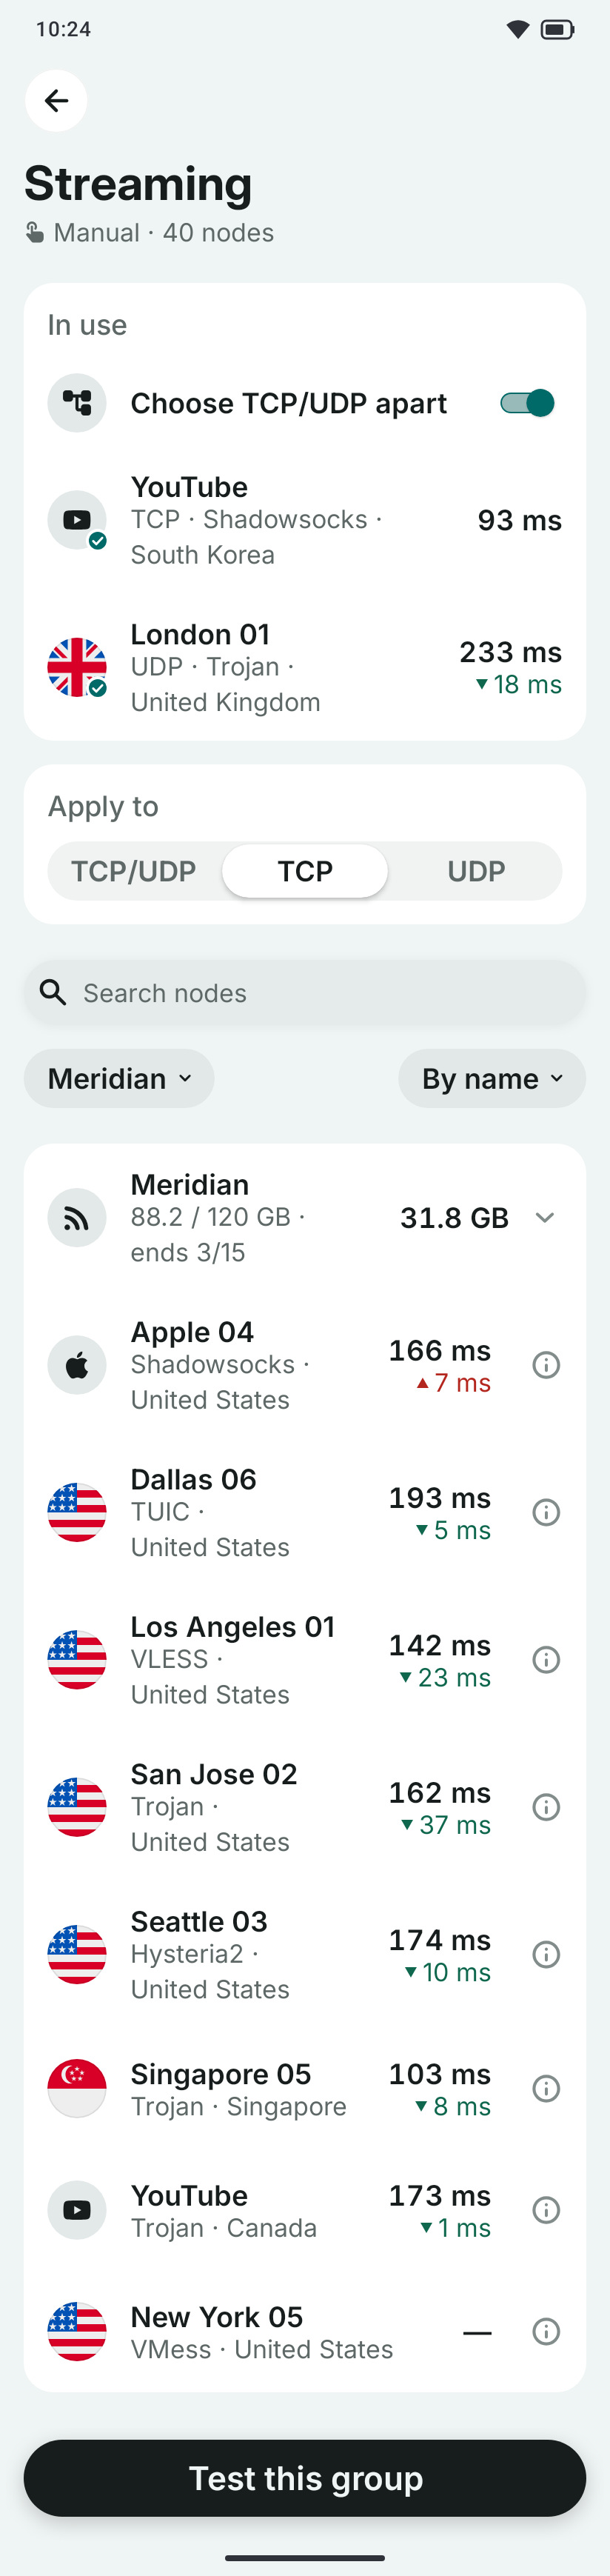 10:24
Streaming
Manual · 40 nodes
In use
Choose TCP/UDP apart
YouTube
TCP · Shadowsocks ·
South Korea
93 ms
London 01
UDP · Trojan ·
United Kingdom
233 ms
▼ 18 ms
Apply to
TCP/UDP
TCP
UDP
Search nodes
Meridian
By name
Meridian
88.2 / 120 GB ·
ends 3/15
31.8 GB
Apple 04
Shadowsocks ·
United States
166 ms
▲ 7 ms
Dallas 06
TUIC ·
United States
193 ms
▼ 5 ms
Los Angeles 01
VLESS ·
United States
142 ms
▼ 23 ms
San Jose 02
Trojan ·
United States
162 ms
▼ 37 ms
Seattle 03
Hysteria2 ·
United States
174 ms
▼ 10 ms
Singapore 05
Trojan · Singapore
103 ms
▼ 8 ms
YouTube
Trojan · Canada
173 ms
▼ 1 ms
New York 05
VMess · United States
—
Test this group